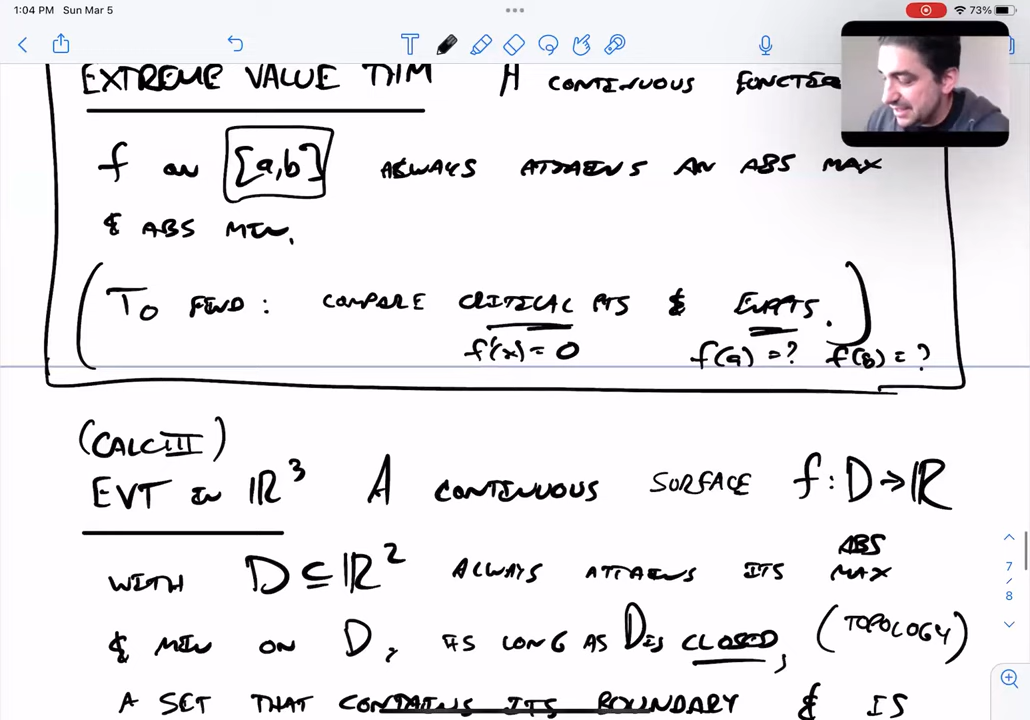 1:04 PM Sun Mar 5
73%
EXTREME VALUE THM A CONTINUOUS FUNCTION
f ON [a,b] ALWAYS ATTAINS AN ABS MAX
& ABS MIN.
(TO FIND: COMPARE CRITICAL PTS & ENDPTS.)
f'(x)=0 f(a)=? f(b)=?
(CALC III)
EVT IN ℝ³ A CONTINUOUS SURFACE f:D→ℝ
WITH D⊆ℝ² ALWAYS ATTAINS ITS ABS MAX
& MIN ON D, AS LONG AS D IS CLOSED, (TOPOLOGY)
A SET THAT CONTAINS ITS BOUNDARY & IS
7
/
8